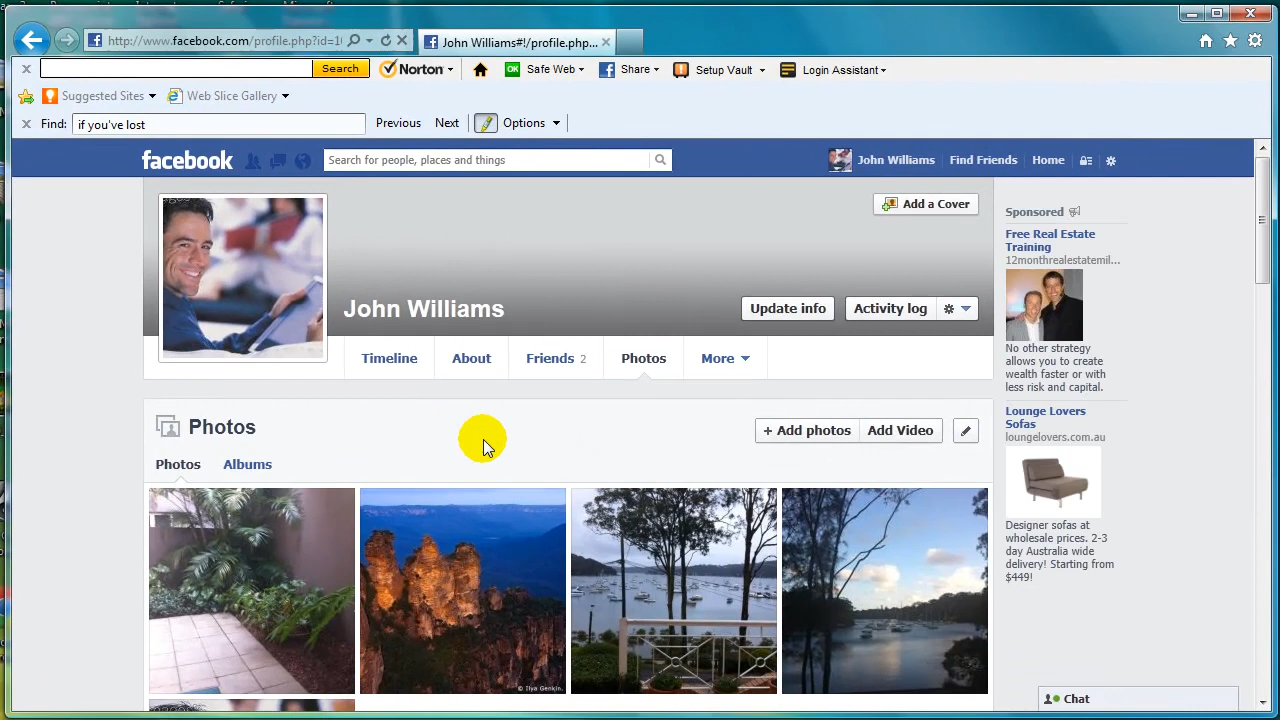 http://www.facebook.com/profile.php?id=1
John Williams#!/profile.php...
Search
Norton
OK Safe Web
Share
Setup Vault
Login Assistant
Suggested Sites
Web Slice Gallery
Find: if you've lost
Previous
Next
Options
facebook
Search for people, places and things
John Williams
Find Friends
Home
Add a Cover
John Williams
Update info
Activity log
Timeline
About
Friends 2
Photos
More
Photos
+ Add photos
Add Video
Photos
Albums
© Ilya Genkin.
Sponsored
Free Real Estate
Training
12monthrealestatemil...
No other strategy
allows you to create
wealth faster or with
less risk and capital.
Lounge Lovers
Sofas
loungelovers.com.au
Designer sofas at
wholesale prices. 2-3
day Australia wide
delivery! Starting from
$449!
Chat